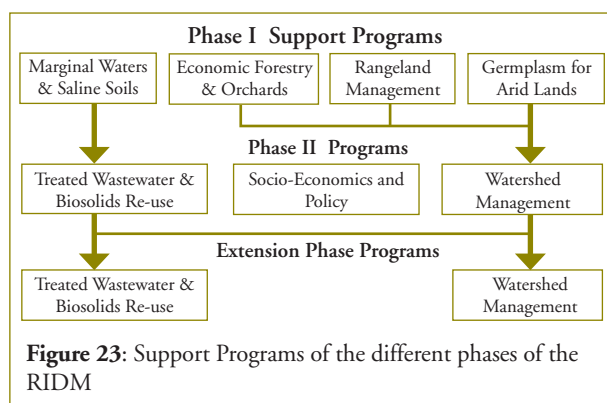 Phase I Support Programs
Marginal Waters
& Saline Soils
Economic Forestry
& Orchards
Rangeland
Management
Germplasm for
Arid Lands
Phase II Programs
Treated Wastewater &
Biosolids Re-use
Socio-Economics and
Policy
Watershed
Management
Extension Phase Programs
Treated Wastewater &
Biosolids Re-use
Watershed
Management
Figure 23: Support Programs of the different phases of the
RIDM